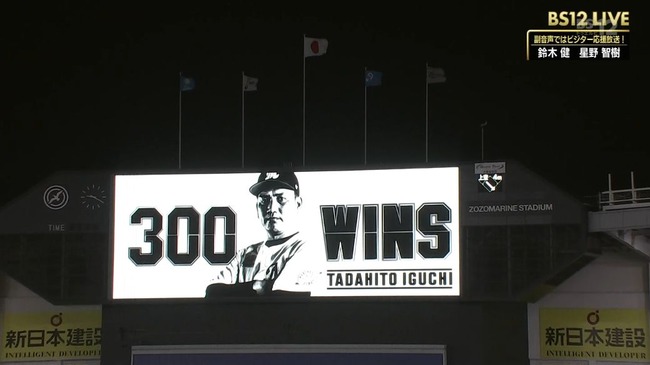 BS12 LIVE
副音声ではビジター応援放送!
鈴木 健 星野 智樹
300 WINS
TADAHITO IGUCHI
TIME
ZOZOMARINE STADIUM
新日本建設
INTELLIGENT DEVELOPER
新日本建設
INTELLIGENT DEVELOPER